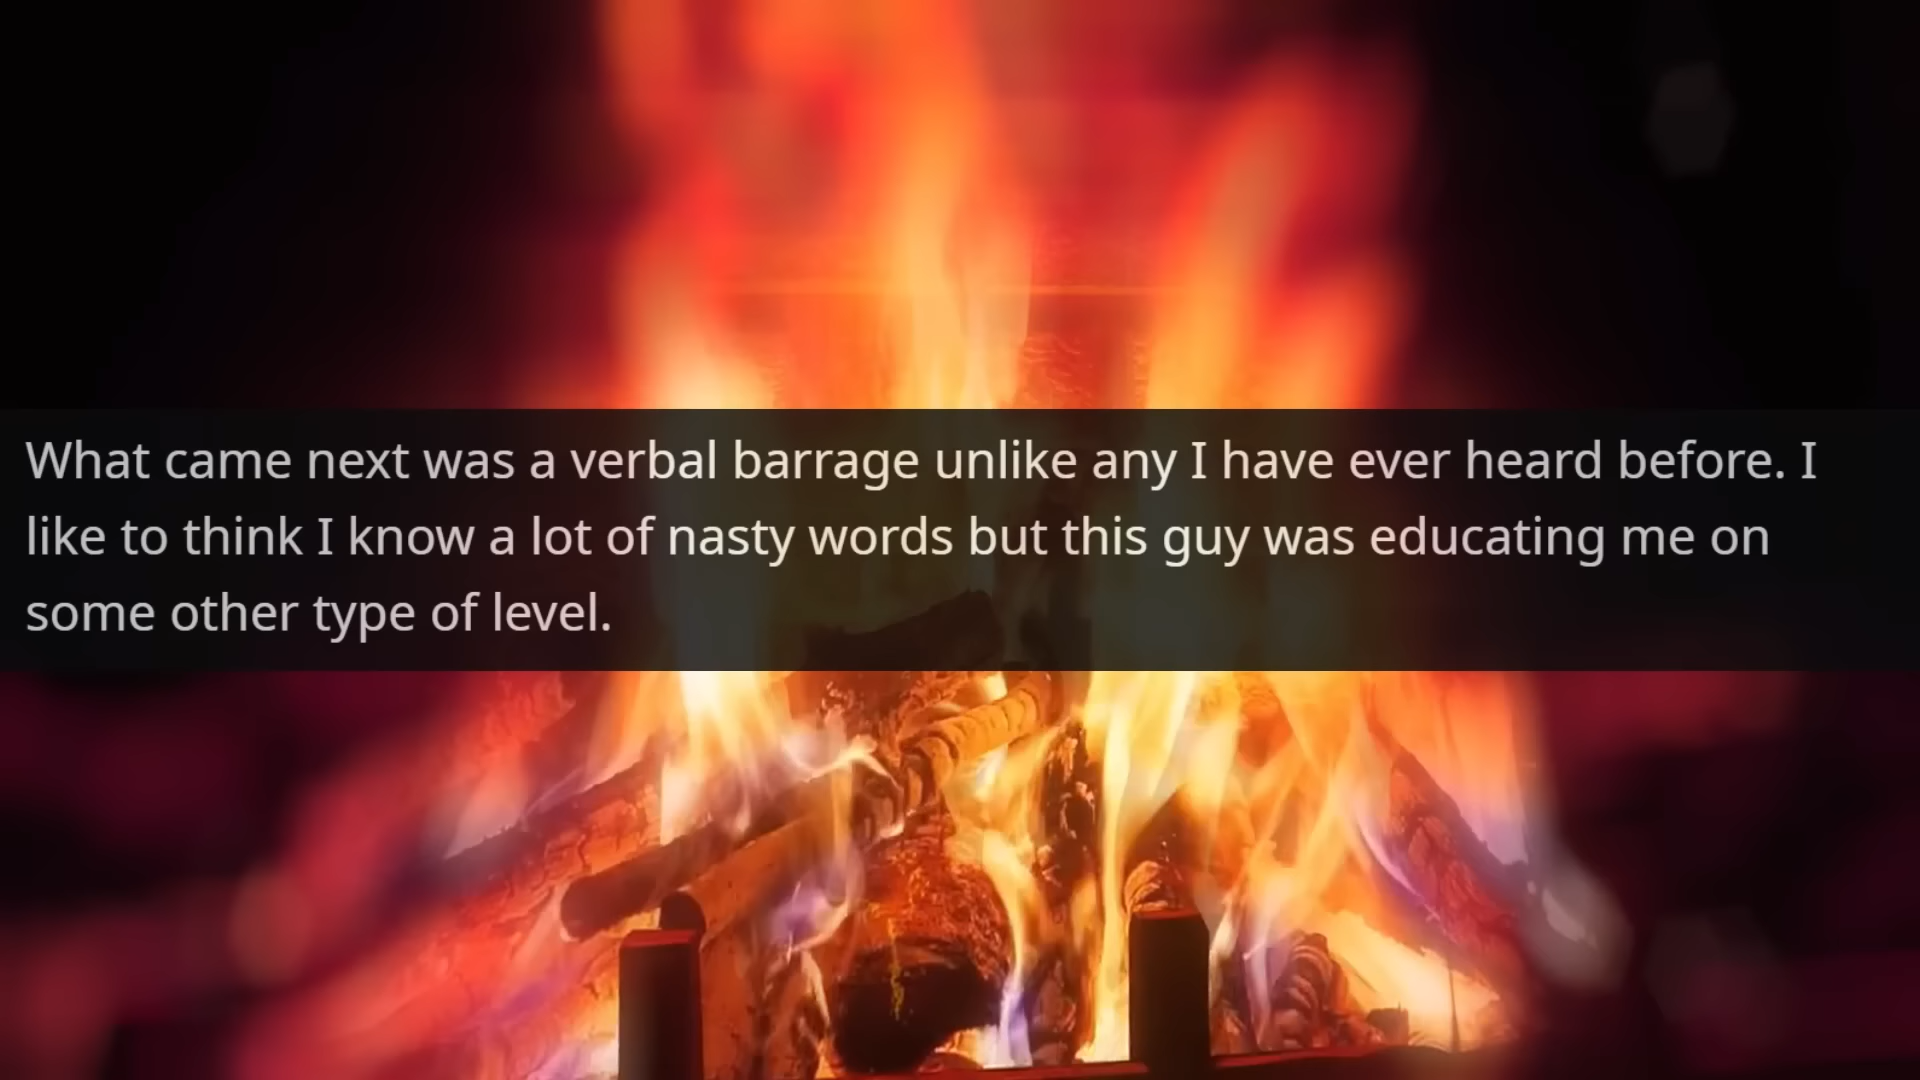 What came next was a verbal barrage unlike any I have ever heard before. I
like to think I know a lot of nasty words but this guy was educating me on
some other type of level.